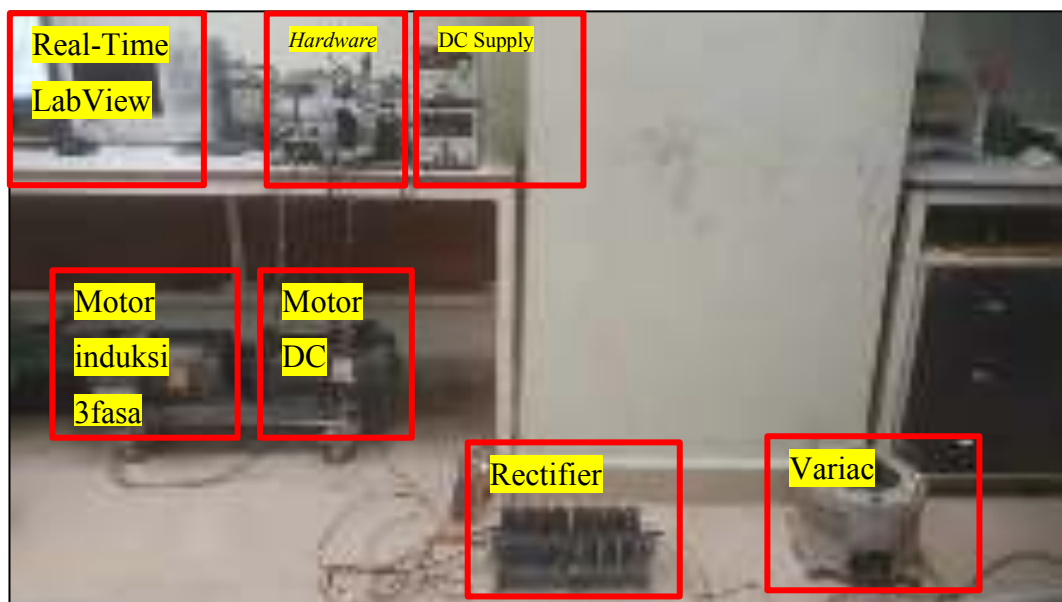 Real-Time
LabView
Hardware
DC Supply
Motor
induksi
3fasa
Motor
DC
Rectifier
Variac